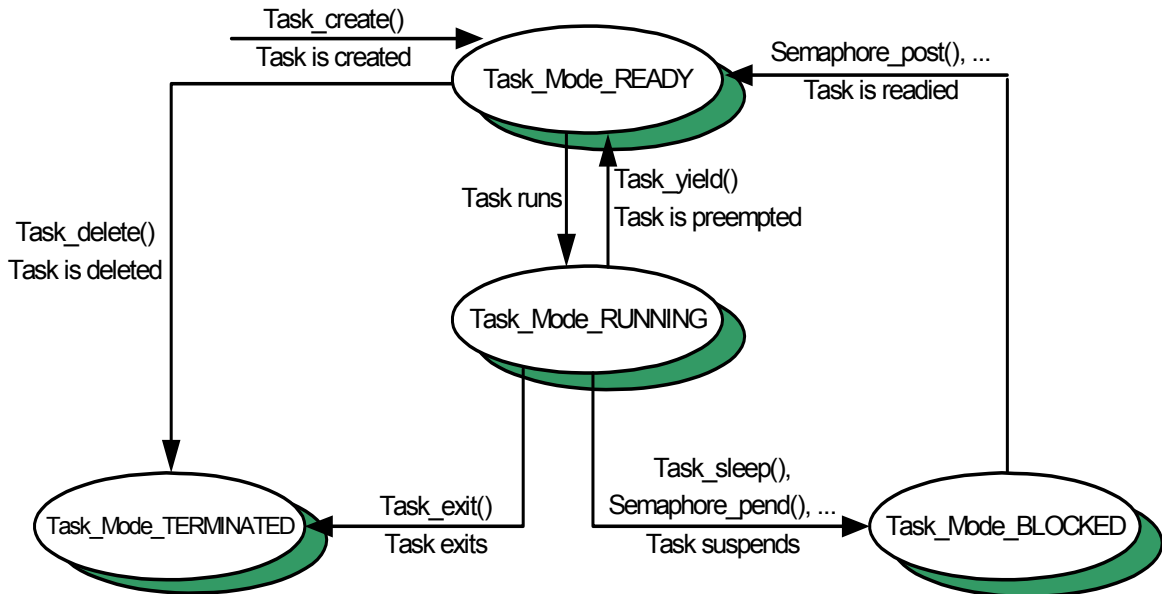 Task_create()
Task is created
Task_Mode_READY
Semaphore_post(), ...
Task is readied
Task runs
Task_yield()
Task is preempted
Task_delete()
Task is deleted
Task_Mode_RUNNING
Task_Mode_TERMINATED
Task_exit()
Task exits
Task_sleep(),
Semaphore_pend(), ...
Task suspends
Task_Mode_BLOCKED